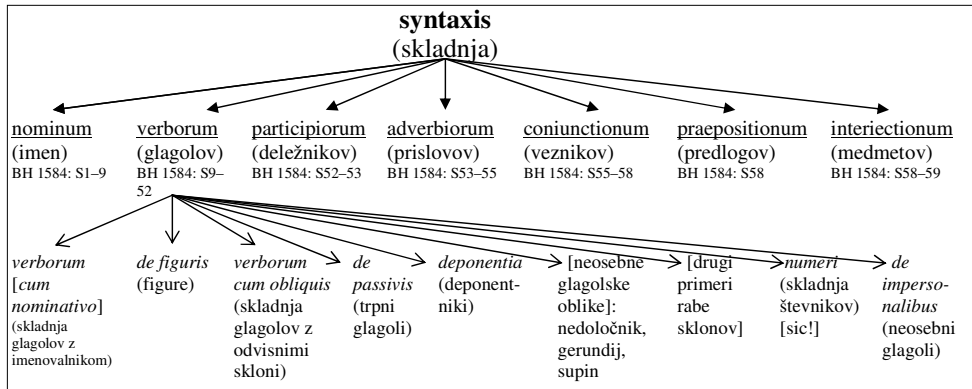 syntaxis
(skladnja)
nominum
(imen)
BH 1584: S1–9
verborum
(glagolov)
BH 1584: S9–
52
participiorum
(deležnikov)
BH 1584: S52–53
adverbiorum
(prislovov)
BH 1584: S53–55
coniunctionum
(veznikov)
BH 1584: S55–58
praepositionum
(predlogov)
BH 1584: S58
interiectionum
(medmetov)
BH 1584: S58–59
verborum
[cum
nominativo]
(skladnja
glagolov z
imenovalnikom)
de figuris
(figure)
verborum
cum obliquis
(skladnja
glagolov z
odvisnimi
skloni)
de
passivis
(trpni
glagoli)
deponentia
(deponent-
niki)
[neosebne
glagolske
oblike]:
nedoločnik,
gerundij,
supin
[drugi
primeri
rabe
sklonov]
numeri
(skladnja
števnikov)
[sic!]
de
imperso-
nalibus
(neosebni
glagoli)